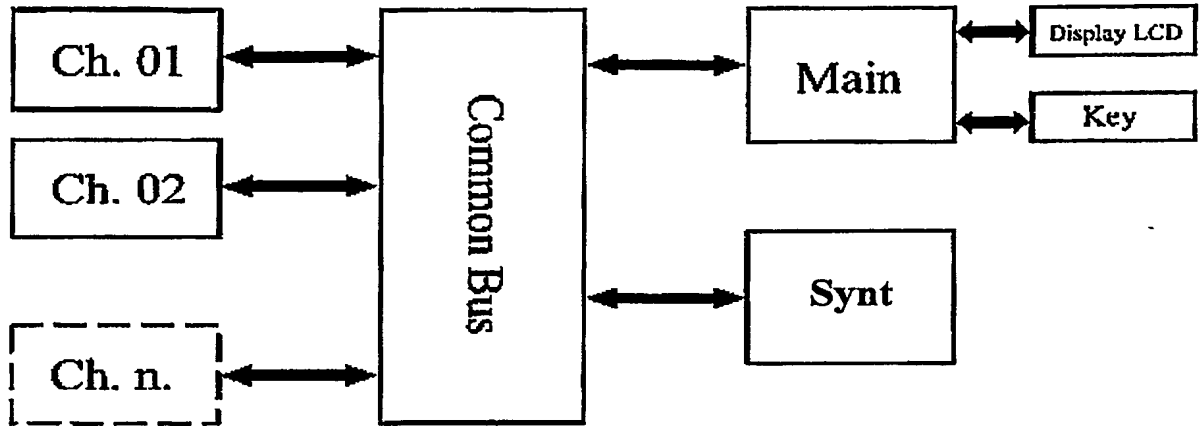 Ch. 01
Ch. 02
Ch. n.
Common Bus
Main
Synt
Display LCD
Key